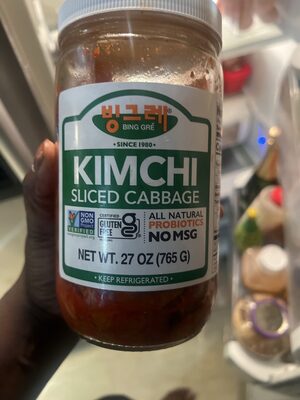 빙그레
BING GRĒ
• SINCE 1980 •
KIMCHI
SLICED CABBAGE
NON
GMO
VERIFIED
CERTIFIED
GLUTEN
FREE
ALL NATURAL
PROBIOTICS
NO MSG
NET WT. 27 OZ (765 G)
• KEEP REFRIGERATED •